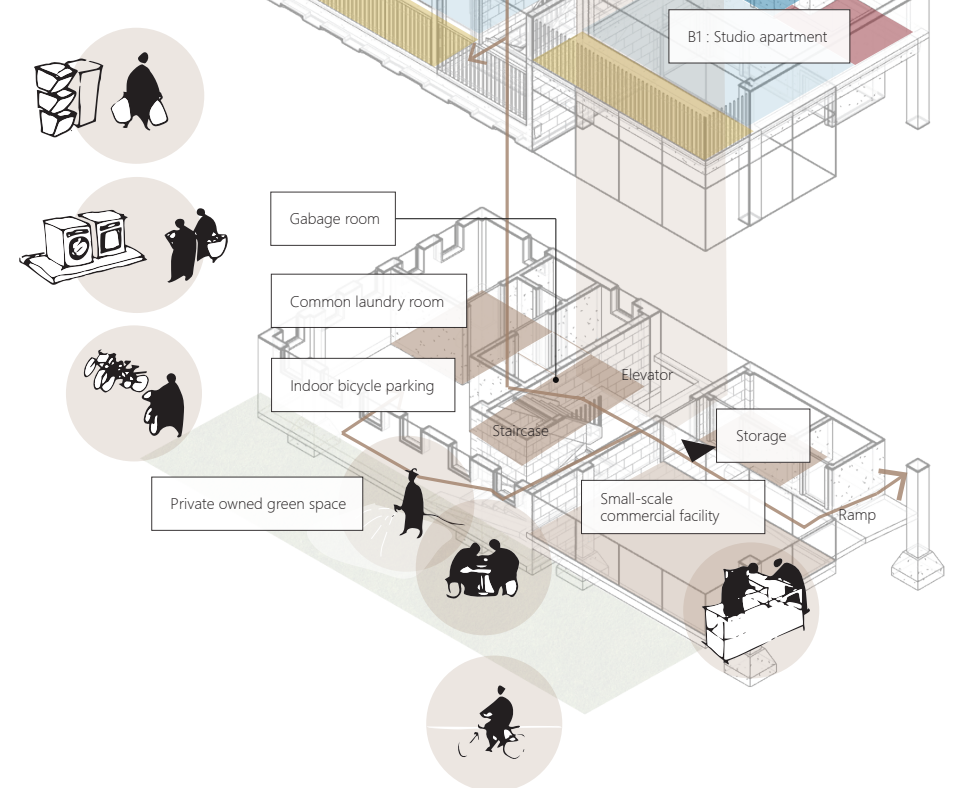 B1 : Studio apartment
Gabage room
Common laundry room
Indoor bicycle parking
Elevator
Staircase
Storage
Private owned green space
Small-scale
commercial facility
Ramp